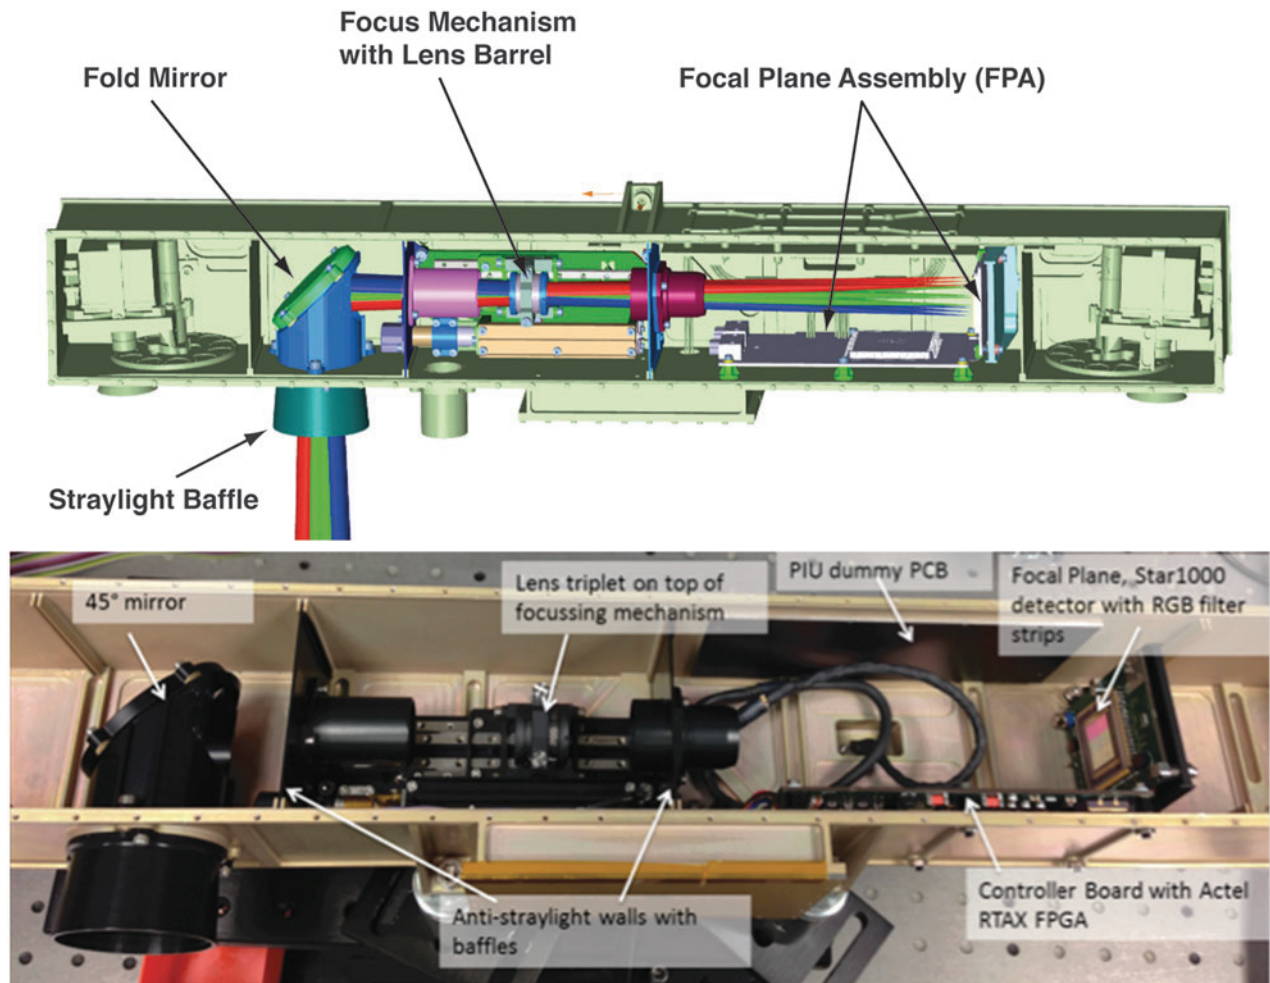 Focus Mechanism
with Lens Barrel
Fold Mirror
Focal Plane Assembly (FPA)
Straylight Baffle
45° mirror
Lens triplet on top of
focussing mechanism
PIU dummy PCB
Focal Plane, Star1000
detector with RGB filter
strips
Anti-straylight walls with
baffles
Controller Board with Actel
RTAX FPGA